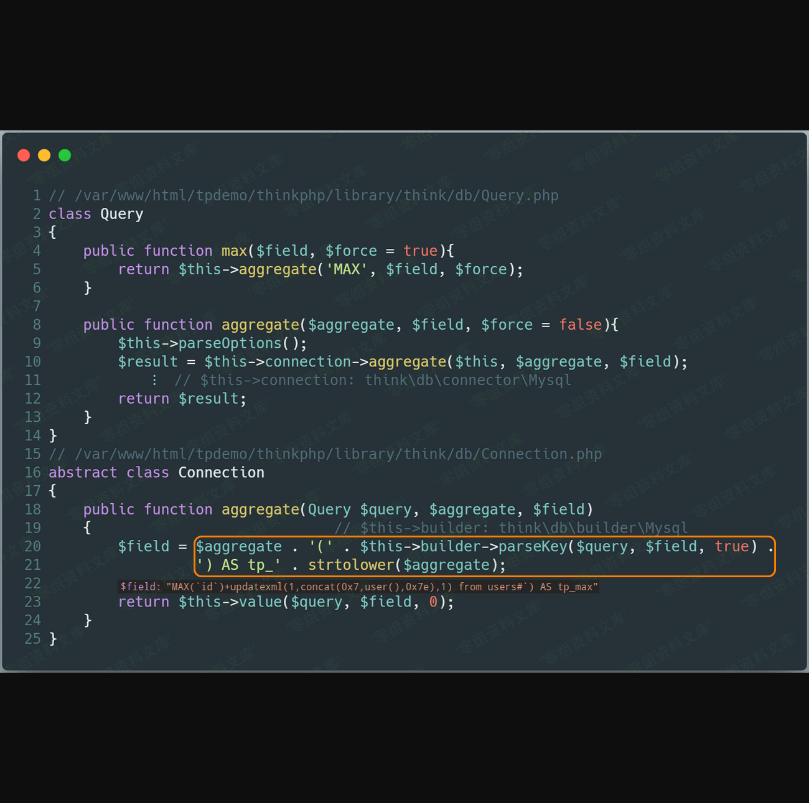 1 // /var/www/html/tpdemo/thinkphp/library/think/db/Query.php
2 class Query
3 {
4     public function max($field, $force = true){
5         return $this->aggregate('MAX', $field, $force);
6     }
7
8     public function aggregate($aggregate, $field, $force = false){
9         $this->parseOptions();
10         $result = $this->connection->aggregate($this, $aggregate, $field);
11             ⋮  // $this->connection: think\db\connector\Mysql
12         return $result;
13     }
14 }
15 // /var/www/html/tpdemo/thinkphp/library/think/db/Connection.php
16 abstract class Connection
17 {
18     public function aggregate(Query $query, $aggregate, $field)
19     {                            // $this->builder: think\db\builder\Mysql
20         $field = $aggregate . '(' . $this->builder->parseKey($query, $field, true) .
21                  ') AS tp_' . strtolower($aggregate);
22         $field: "MAX(`id`)+updatexml(1,concat(0x7,user(),0x7e),1) from users#`) AS tp_max"
23         return $this->value($query, $field, 0);
24     }
25 }
零组资料文库